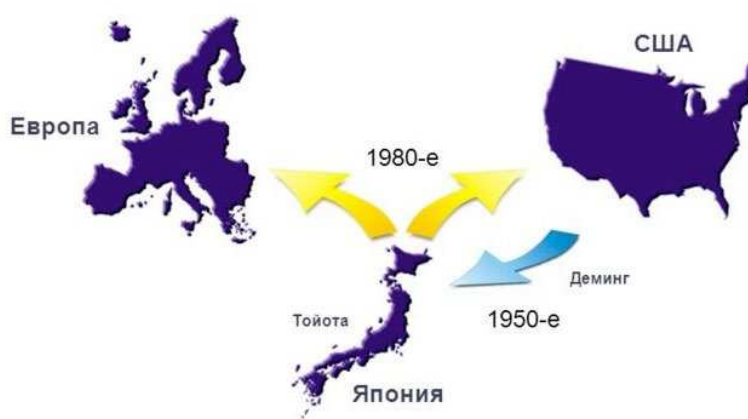 США
Европа
1980-е
Деминг
Тойота
1950-е
Япония